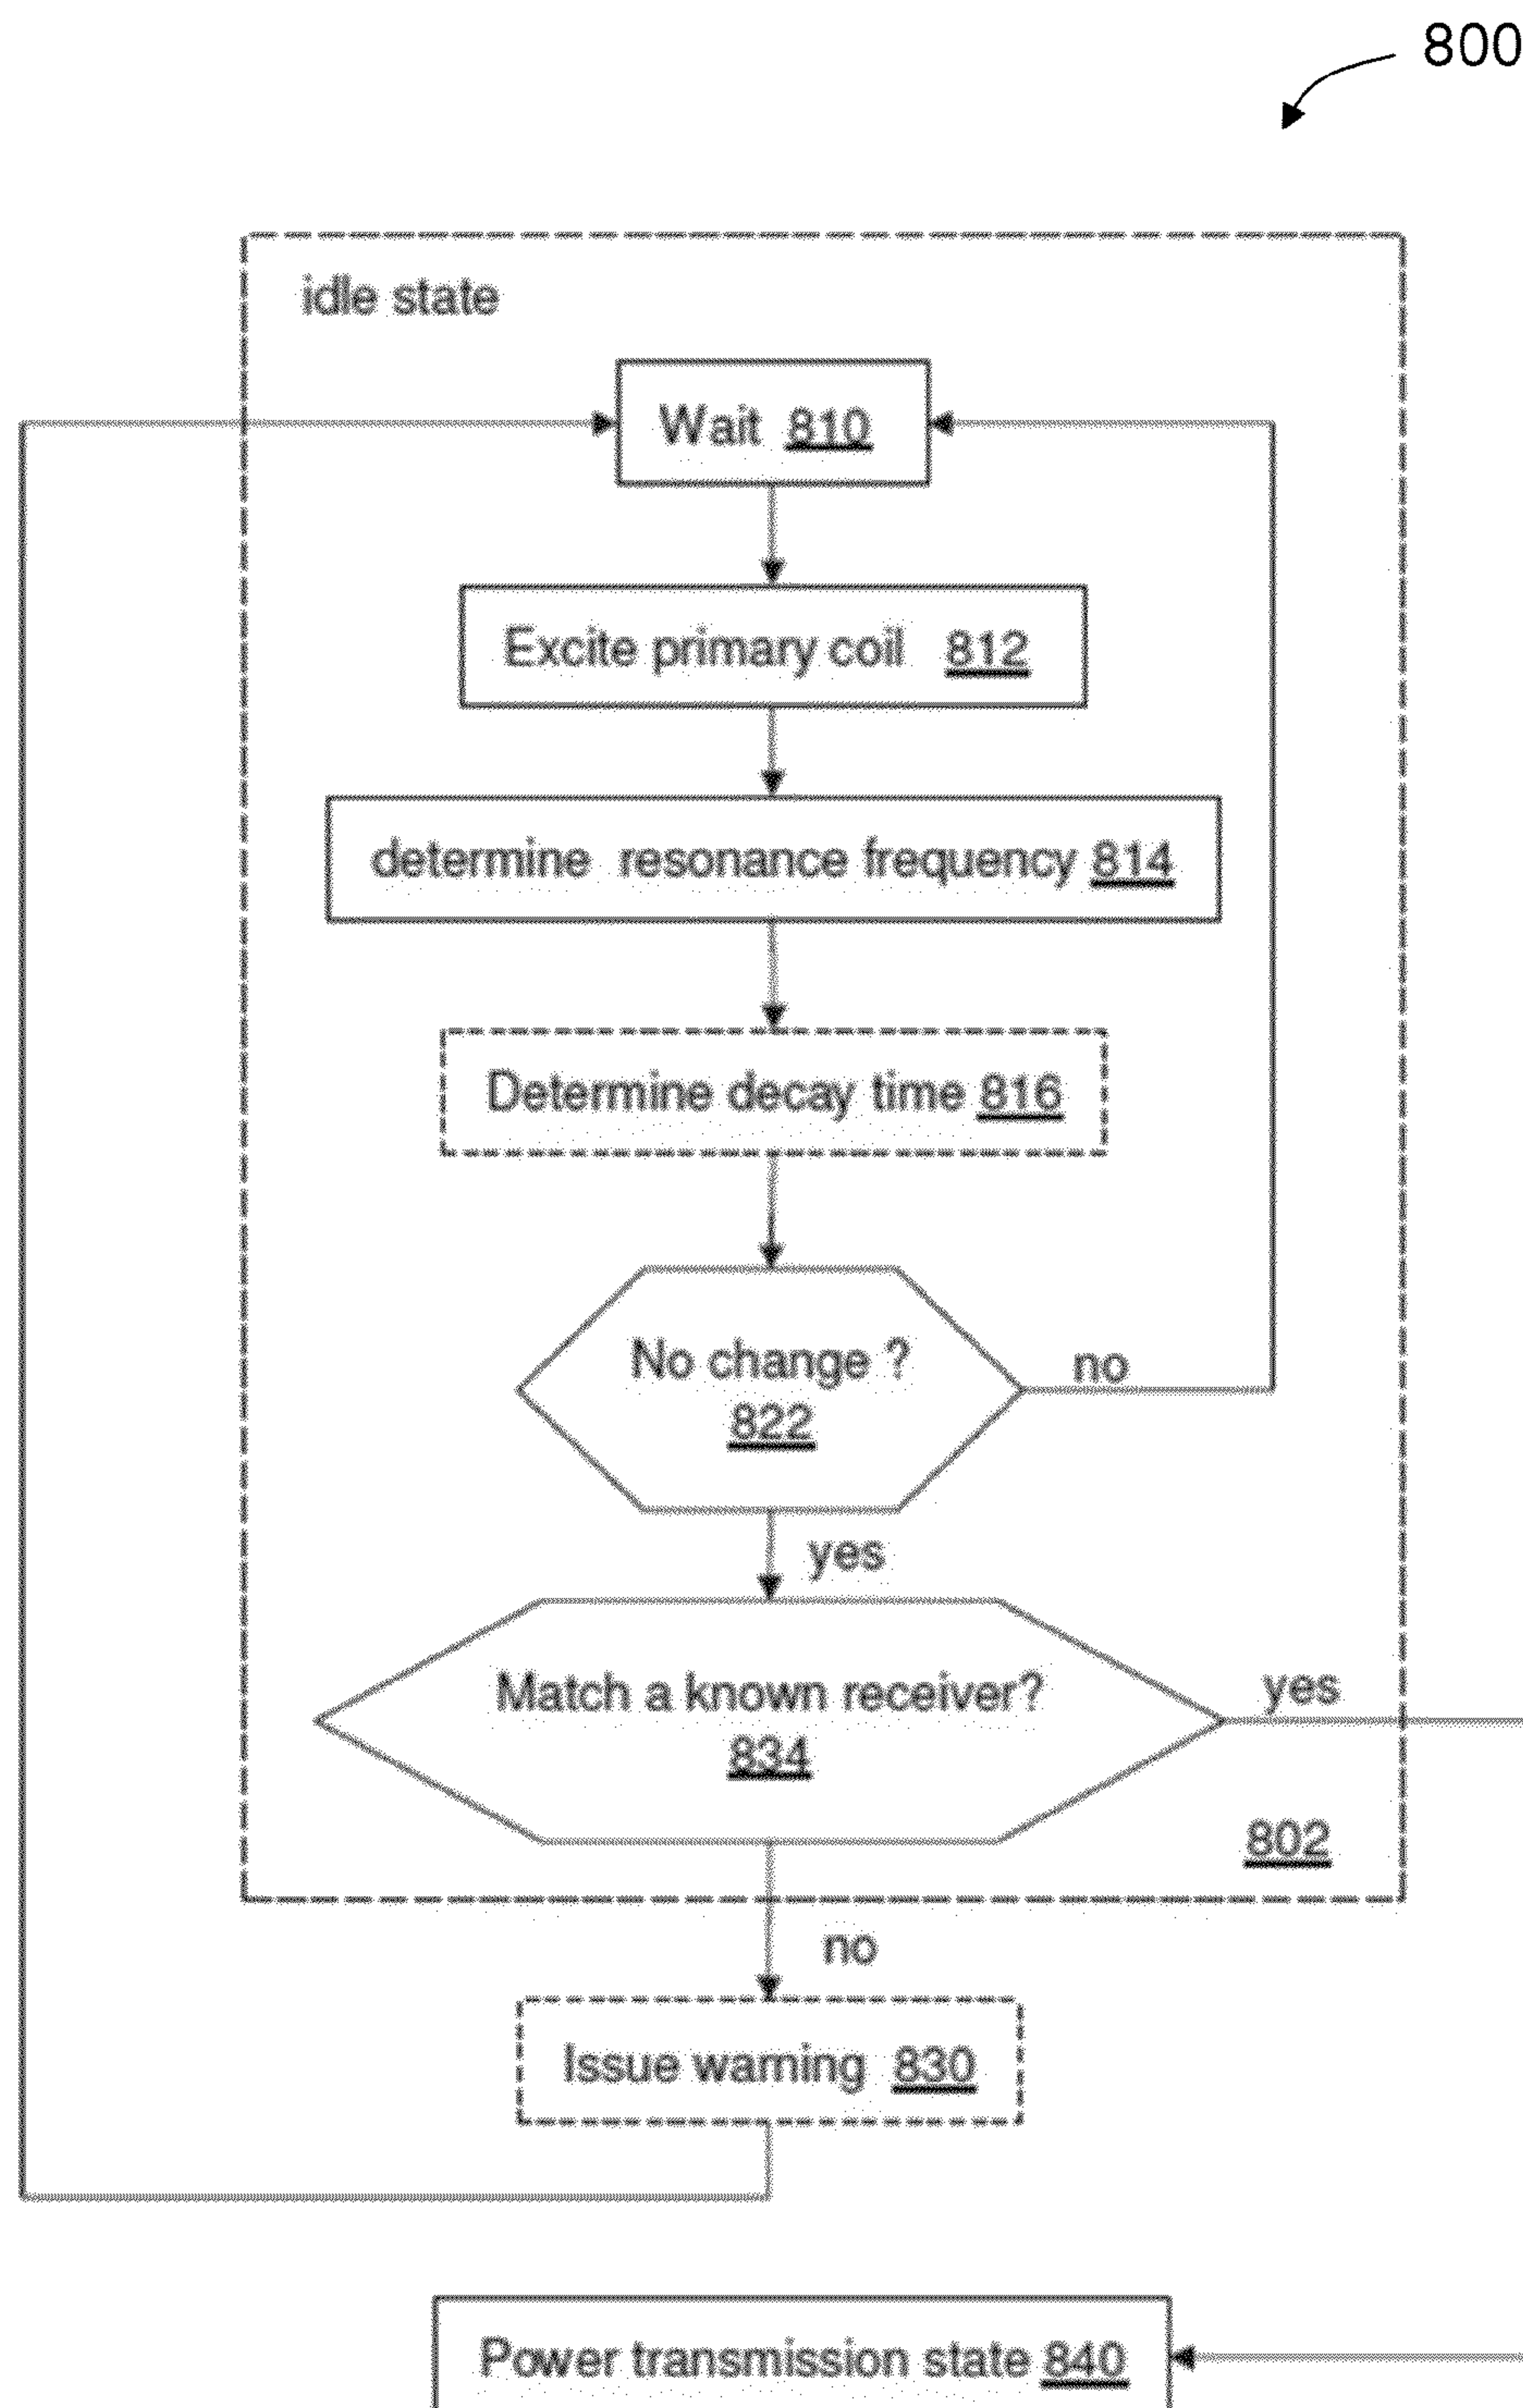 800
idle state
Wait 810
Excite primary coil 812
determine resonance frequency 814
Determine decay time 816
No change ?
822
no
yes
Match a known receiver?
834
yes
802
no
Issue warning 830
Power transmission state 840